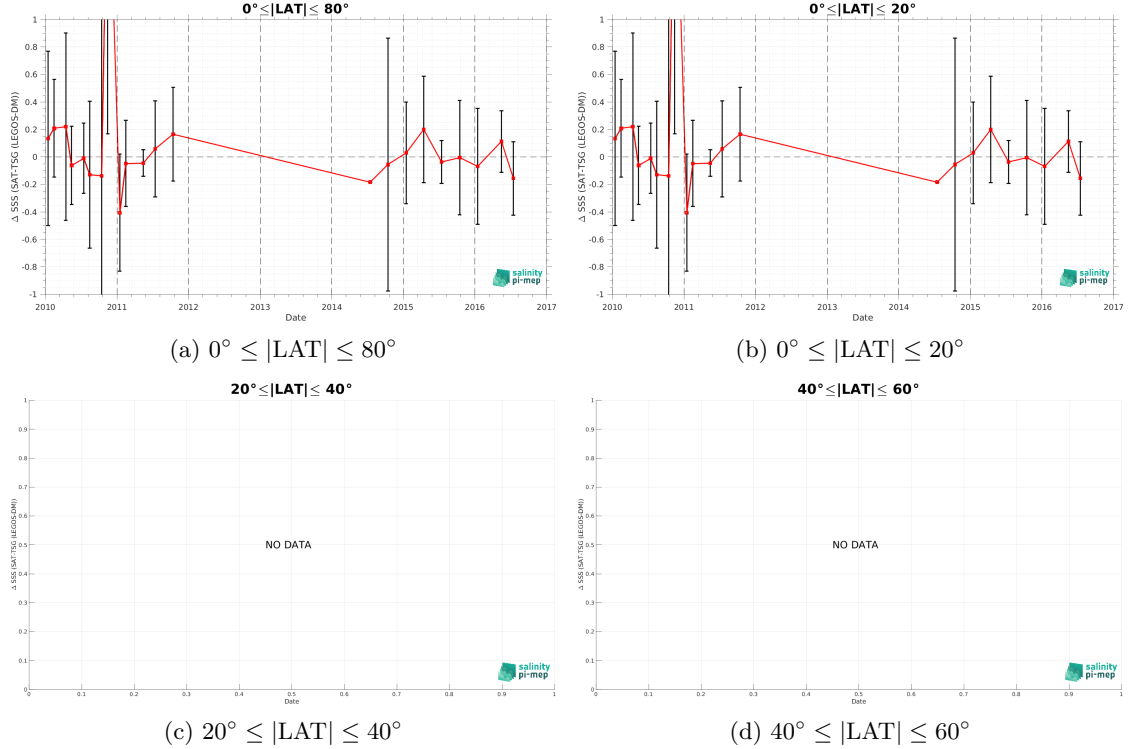 0°≤|LAT|≤ 80°
1
0.8
0.6
0.4
0.2
0
-0.2
-0.4
-0.6
-0.8
-1
Δ SSS (SAT-TSG (LEGOS-DM))
2010 2011 2012 2013 2014 2015 2016 2017
Date
salinity
pi-mep
(a) 0° ≤ |LAT| ≤ 80°
0°≤|LAT|≤ 20°
1
0.8
0.6
0.4
0.2
0
-0.2
-0.4
-0.6
-0.8
-1
Δ SSS (SAT-TSG (LEGOS-DM))
2010 2011 2012 2013 2014 2015 2016 2017
Date
salinity
pi-mep
(b) 0° ≤ |LAT| ≤ 20°
20°≤|LAT|≤ 40°
1
0.9
0.8
0.7
0.6
0.5
0.4
0.3
0.2
0.1
0
Δ SSS (SAT-TSG (LEGOS-DM))
NO DATA
0 0.1 0.2 0.3 0.4 0.5 0.6 0.7 0.8 0.9 1
Date
salinity
pi-mep
(c) 20° ≤ |LAT| ≤ 40°
40°≤|LAT|≤ 60°
1
0.9
0.8
0.7
0.6
0.5
0.4
0.3
0.2
0.1
0
Δ SSS (SAT-TSG (LEGOS-DM))
NO DATA
0 0.1 0.2 0.3 0.4 0.5 0.6 0.7 0.8 0.9 1
Date
salinity
pi-mep
(d) 40° ≤ |LAT| ≤ 60°